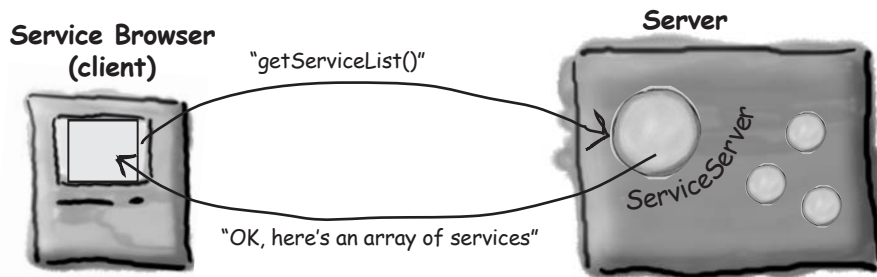 Service Browser
(client)
"getServiceList()"
Server
ServiceServer
“OK, here’s an array of services”